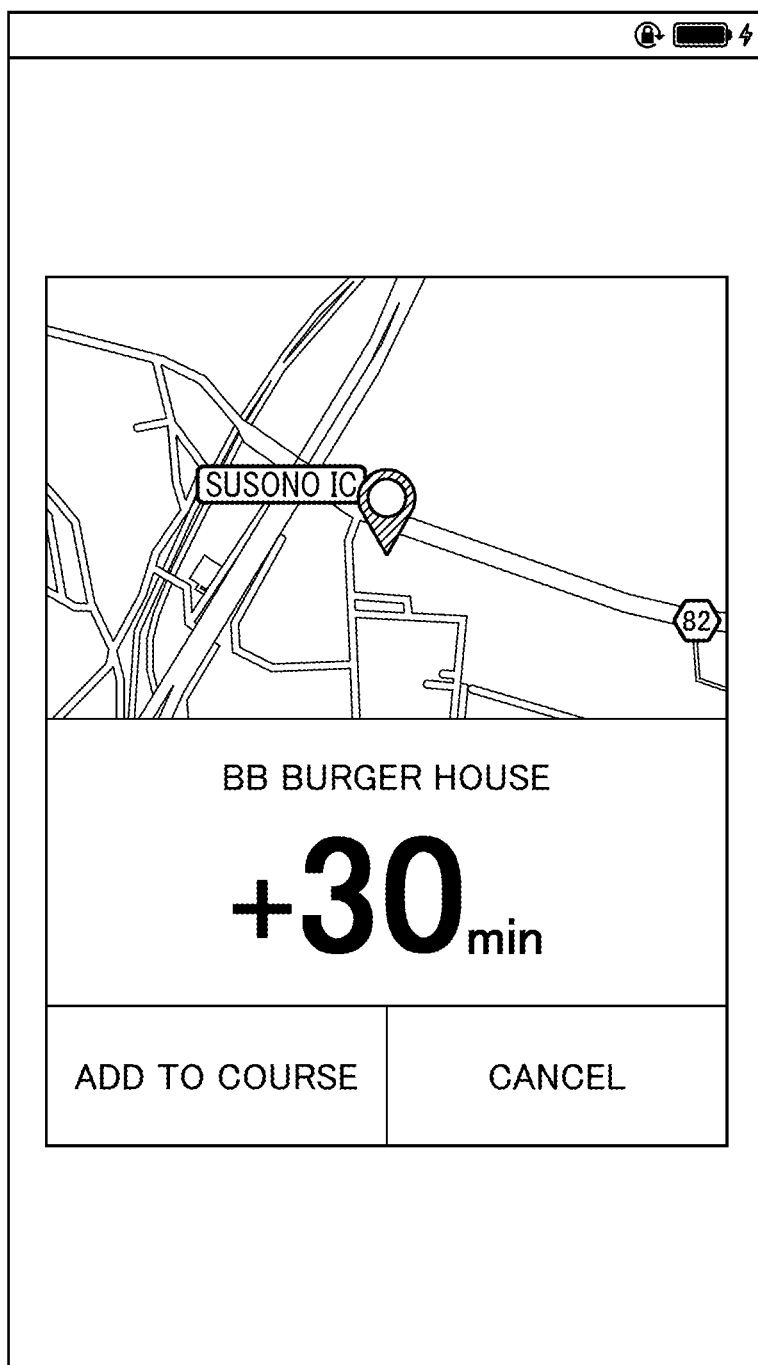 SUSONO IC
82
BB BURGER HOUSE
+30min
ADD TO COURSE
CANCEL